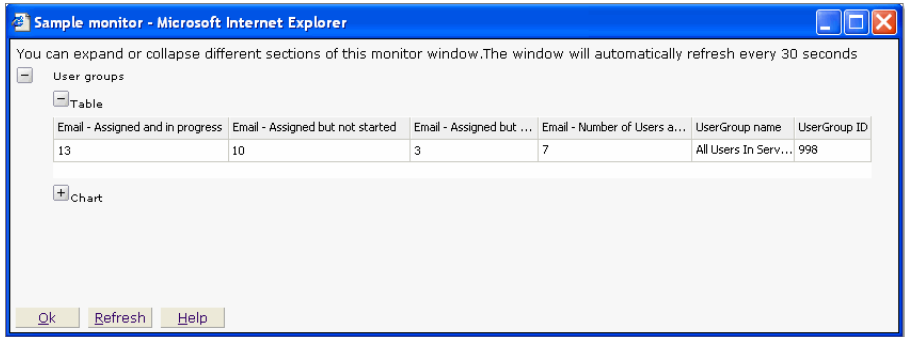 Sample monitor - Microsoft Internet Explorer
You can expand or collapse different sections of this monitor window.The window will automatically refresh every 30 seconds
User groups
Table
Email - Assigned and in progress Email - Assigned but not started Email - Assigned but ... Email - Number of Users a... UserGroup name UserGroup ID
13 10 3 7 All Users In Serv... 998
Chart
Ok Refresh Help